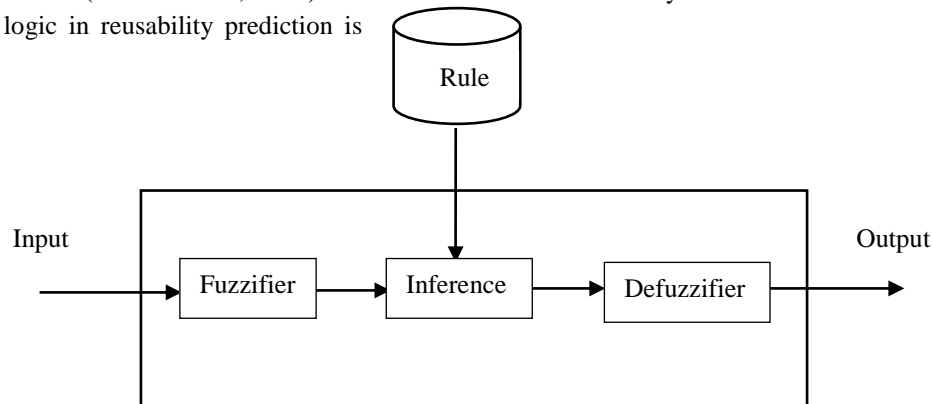 logic in reusability prediction is
Rule
Input
Output
Fuzzifier
Inference
Defuzzifier